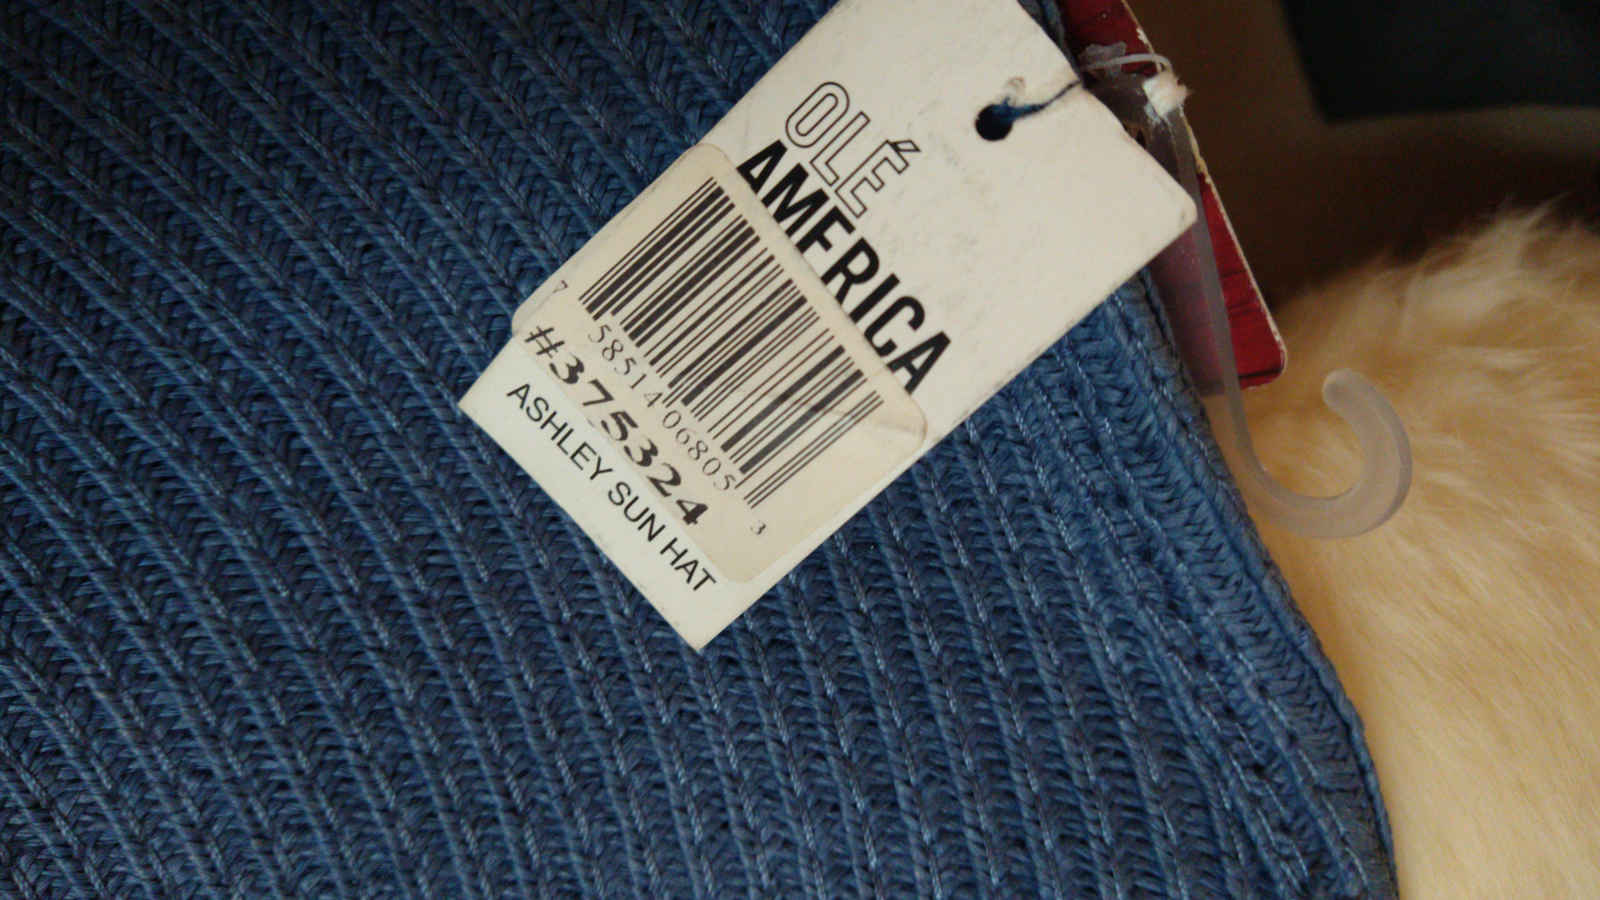 OLÉ
AMERICA
7 58514 06805 3
#375324
ASHLEY SUN HAT